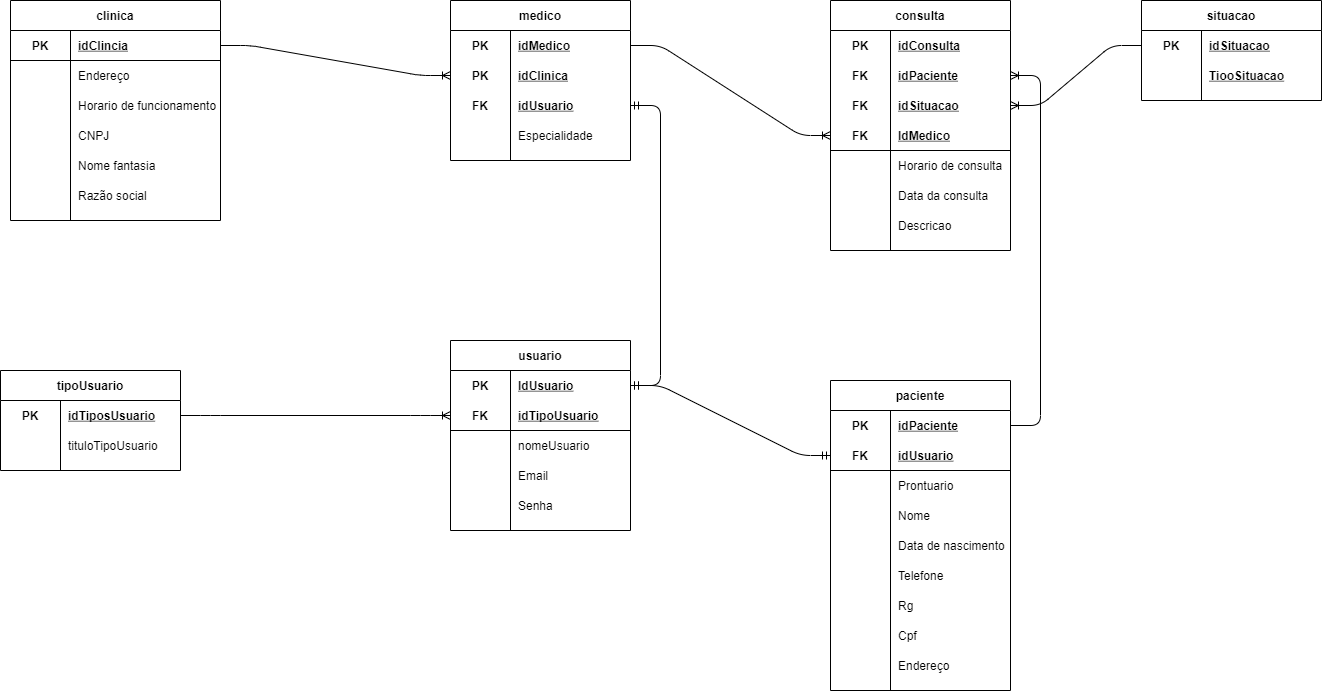 clinica
PK idClincia
Endereço
Horario de funcionamento
CNPJ
Nome fantasia
Razão social
medico
PK idMedico
PK idClinica
FK idUsuario
Especialidade
consulta
PK idConsulta
FK idPaciente
FK idSituacao
FK IdMedico
Horario de consulta
Data da consulta
Descricao
situacao
PK idSituacao
TiooSituacao
tipoUsuario
PK idTiposUsuario
tituloTipoUsuario
usuario
PK IdUsuario
FK idTipoUsuario
nomeUsuario
Email
Senha
paciente
PK idPaciente
FK idUsuario
Prontuario
Nome
Data de nascimento
Telefone
Rg
Cpf
Endereço